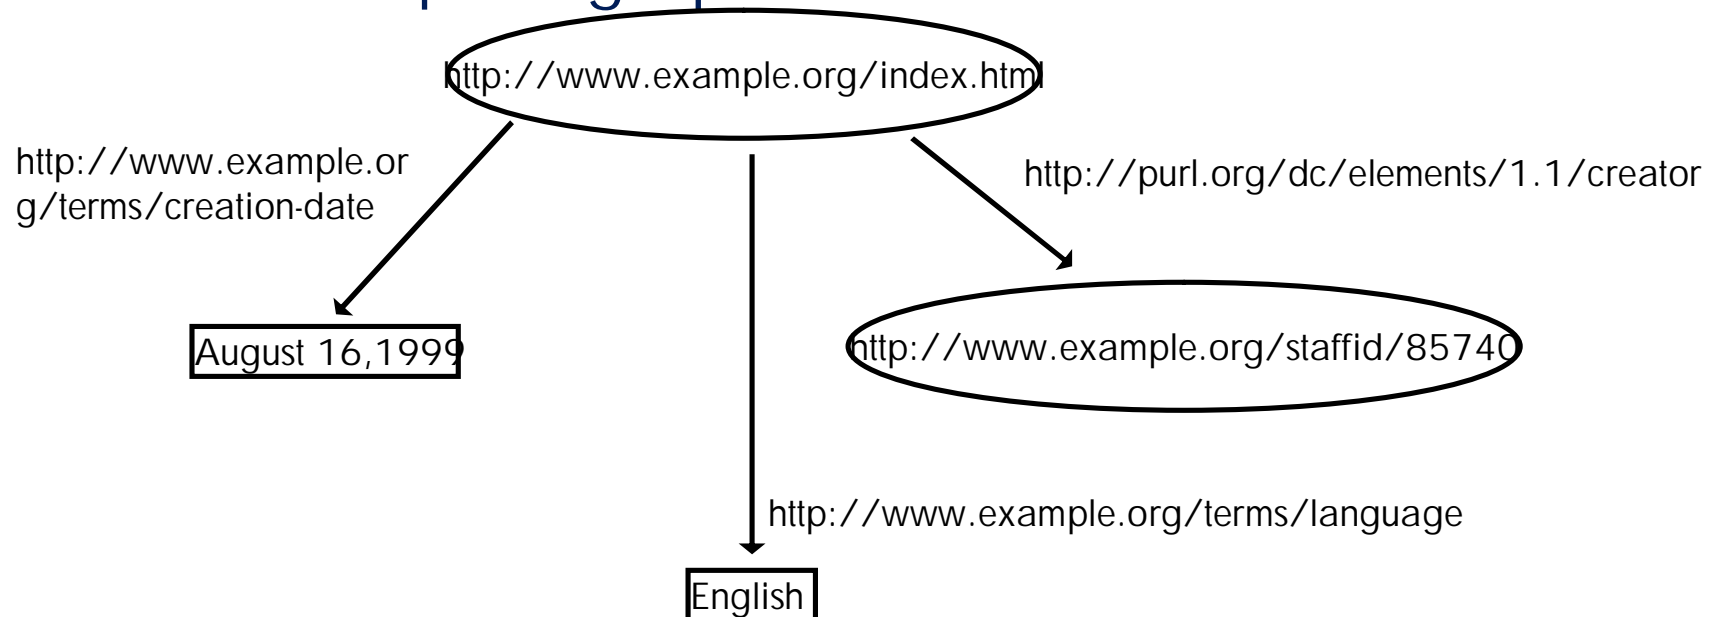 http://www.example.org/index.html
http://www.example.or
g/terms/creation-date
http://purl.org/dc/elements/1.1/creator
August 16,1999
http://www.example.org/staffid/85740
http://www.example.org/terms/language
English